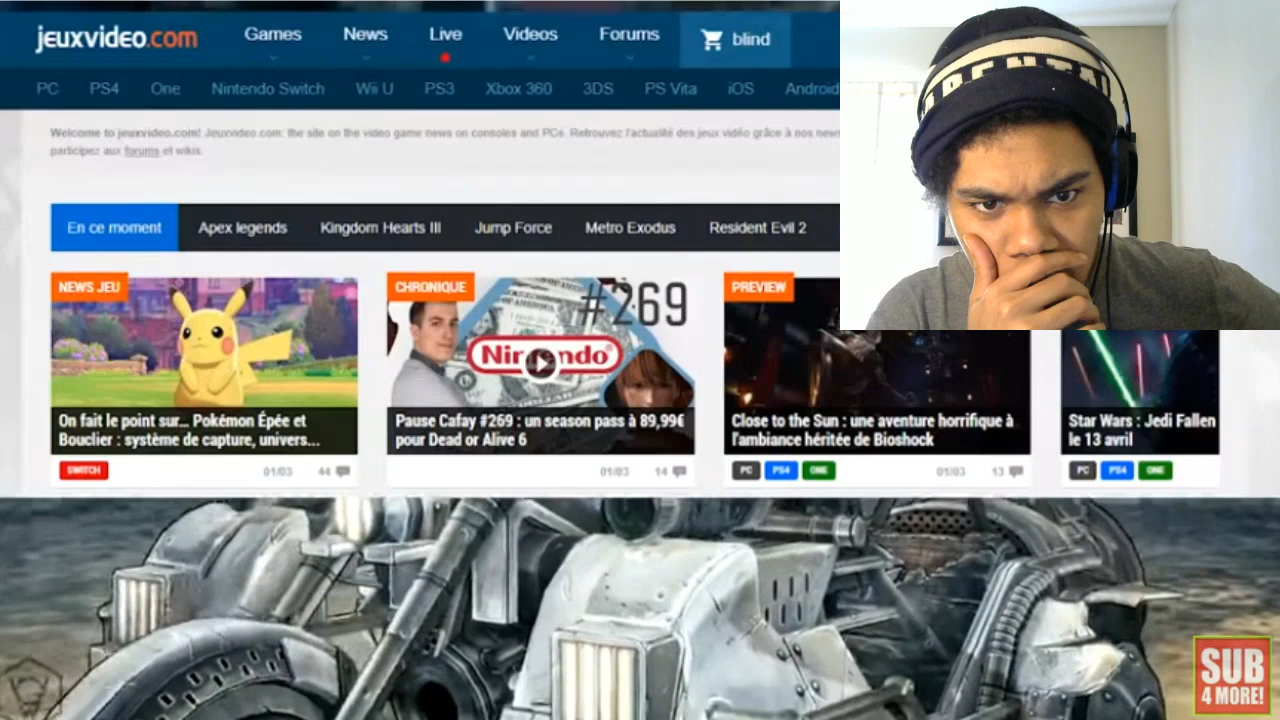 jeuxvideo.com
Games News Live Videos Forums blind
PC PS4 One Nintendo Switch Wii U PS3 Xbox 360 3DS PS Vita iOS Android
Welcome to jeuxvideo.com! Jeuxvideo.com: the site on the video game news on consoles and PCs. Retrouvez l'actualité des jeux vidéo grâce à nos news
participez aux forums et wikis.
En ce moment Apex legends Kingdom Hearts III Jump Force Metro Exodus Resident Evil 2
NEWS JEU
On fait le point sur... Pokémon Épée et
Bouclier : système de capture, univers...
SWITCH 01/03 44
CHRONIQUE
#269
Nintendo
Pause Cafay #269 : un season pass à 89,99€
pour Dead or Alive 6
01/03 14
PREVIEW
Close to the Sun : une aventure horrifique à
l'ambiance héritée de Bioshock
PC PS4 ONE 01/03 13
Star Wars : Jedi Fallen
le 13 avril
PC PS4 ONE
SUB
4 MORE!